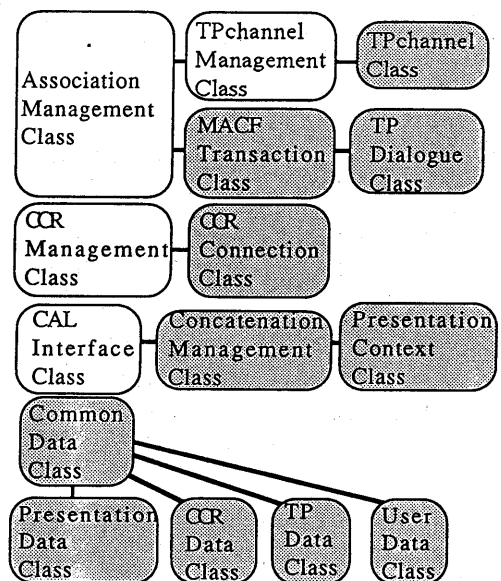 Association
Management
Class
TPchannel
Management
Class
TPchannel
Class
MACF
Transaction
Class
TP
Dialogue
Class
CCR
Management
Class
CCR
Connection
Class
CAL
Interface
Class
Concatenation
Management
Class
Presentation
Context
Class
Common
Data
Class
Presentation
Data
Class
CCR
Data
Class
TP
Data
Class
User
Data
Class